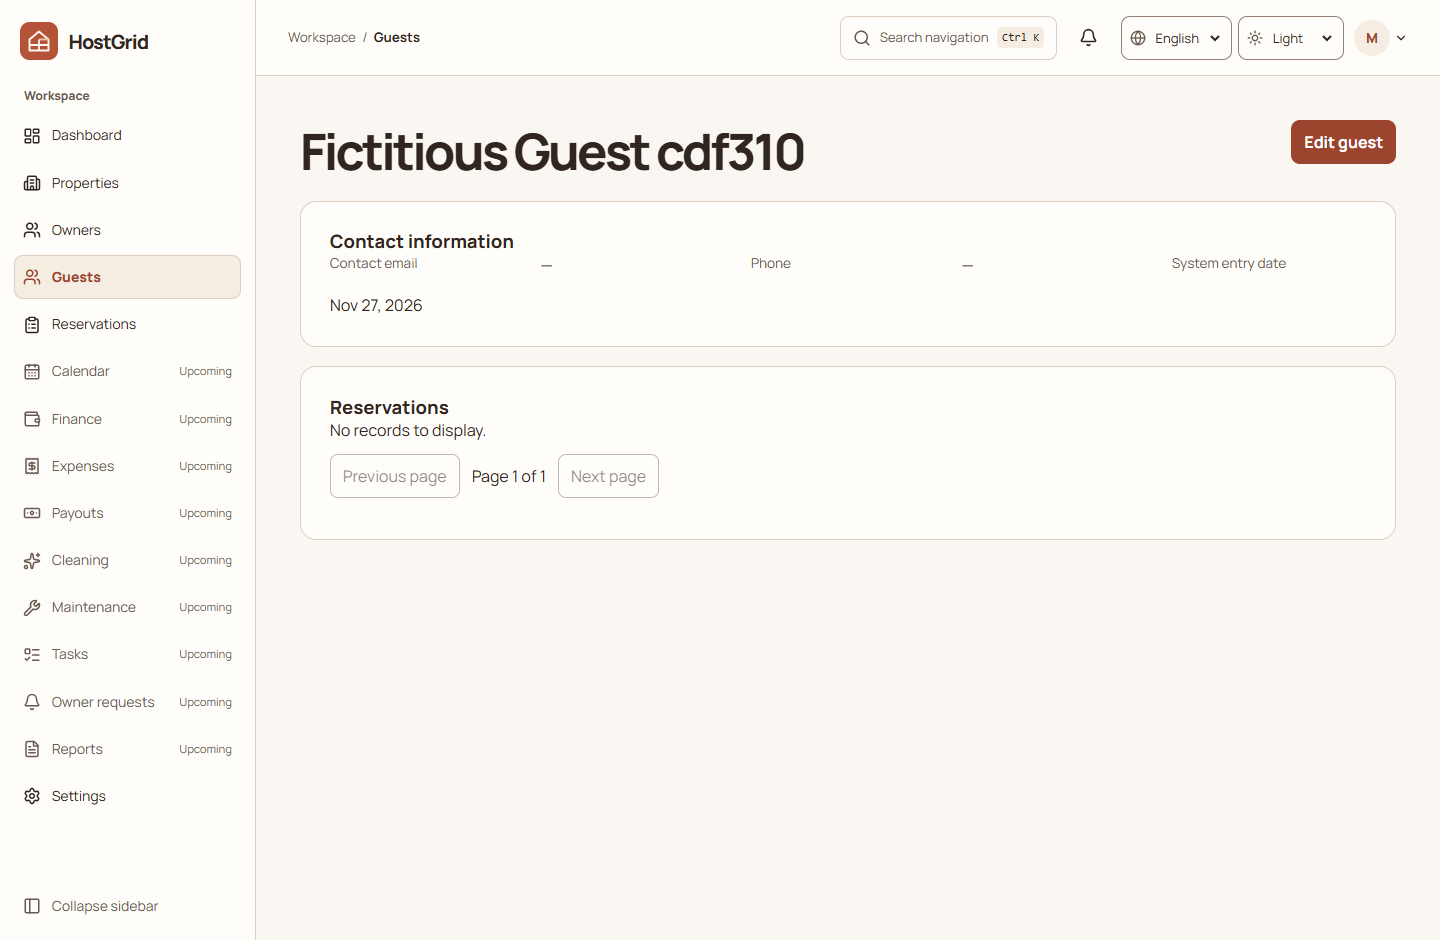 HostGrid
Workspace
Dashboard
Properties
Owners
Guests
Reservations
Calendar Upcoming
Finance Upcoming
Expenses Upcoming
Payouts Upcoming
Cleaning Upcoming
Maintenance Upcoming
Tasks Upcoming
Owner requests Upcoming
Reports Upcoming
Settings
Collapse sidebar
Workspace / Guests
Search navigation Ctrl K
English
Light
M
Fictitious Guest cdf310
Edit guest
Contact information
Contact email — Phone — System entry date
Nov 27, 2026
Reservations
No records to display.
Previous page Page 1 of 1 Next page